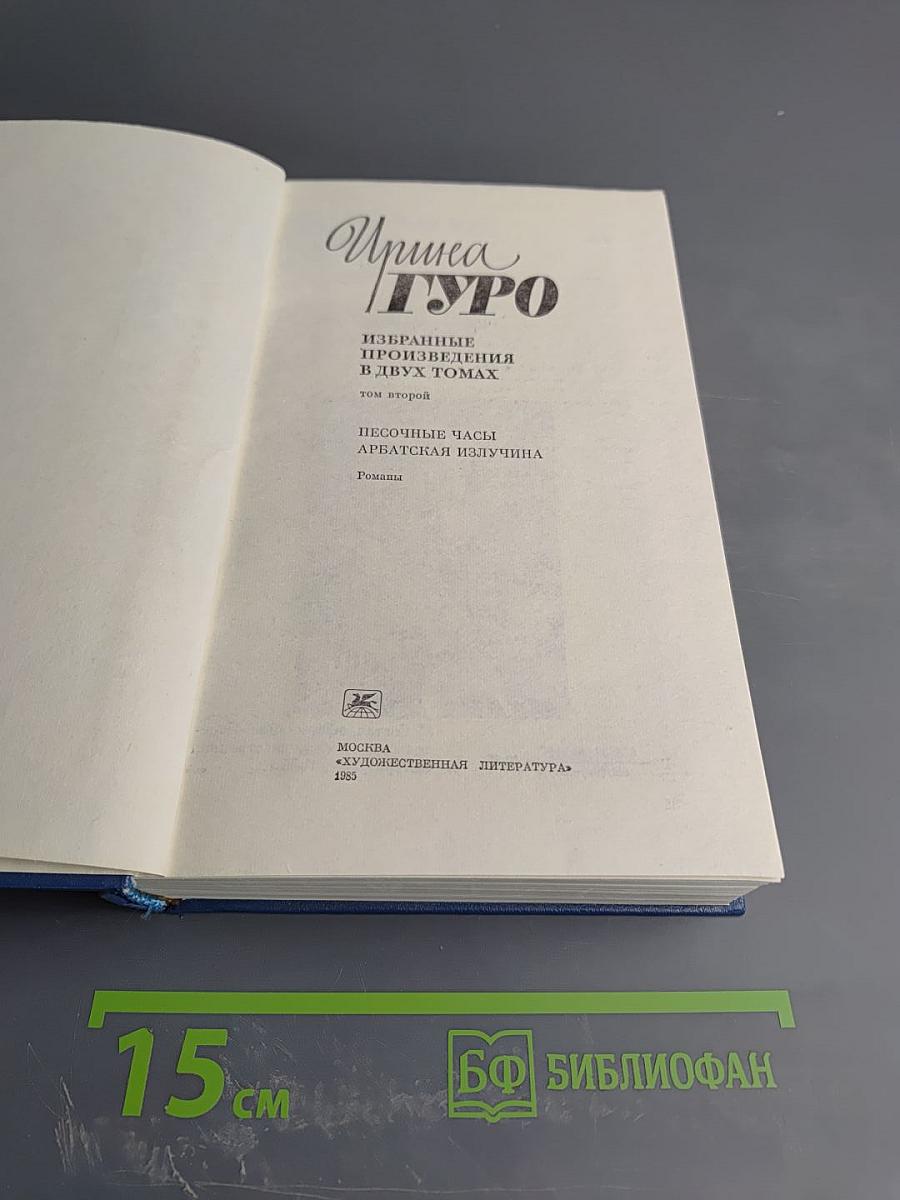 Ирина
ГУРО
ИЗБРАННЫЕ
ПРОИЗВЕДЕНИЯ
В ДВУХ ТОМАХ
том второй
ПЕСОЧНЫЕ ЧАСЫ
АРБАТСКАЯ ИЗЛУЧИНА
Романы
МОСКВА
«ХУДОЖЕСТВЕННАЯ ЛИТЕРАТУРА»
1985
15 см
БФ БИБЛИОФАН